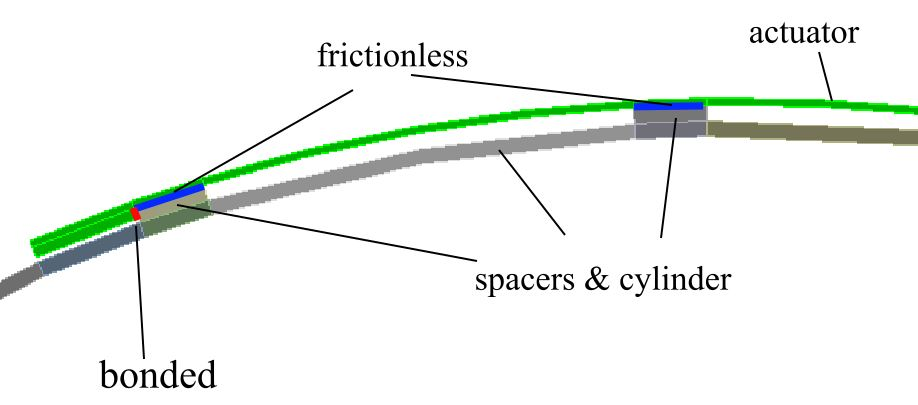 actuator
frictionless
spacers & cylinder
bonded